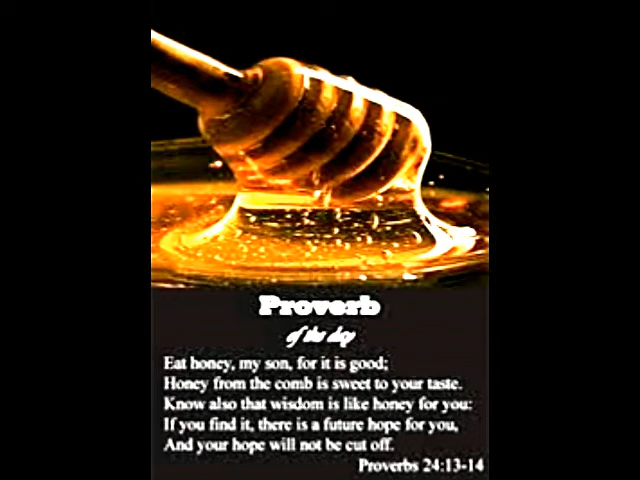 Proverb
of the day
Eat honey, my son, for it is good;
Honey from the comb is sweet to your taste.
Know also that wisdom is like honey for you:
If you find it, there is a future hope for you,
And your hope will not be cut off.
Proverbs 24:13-14